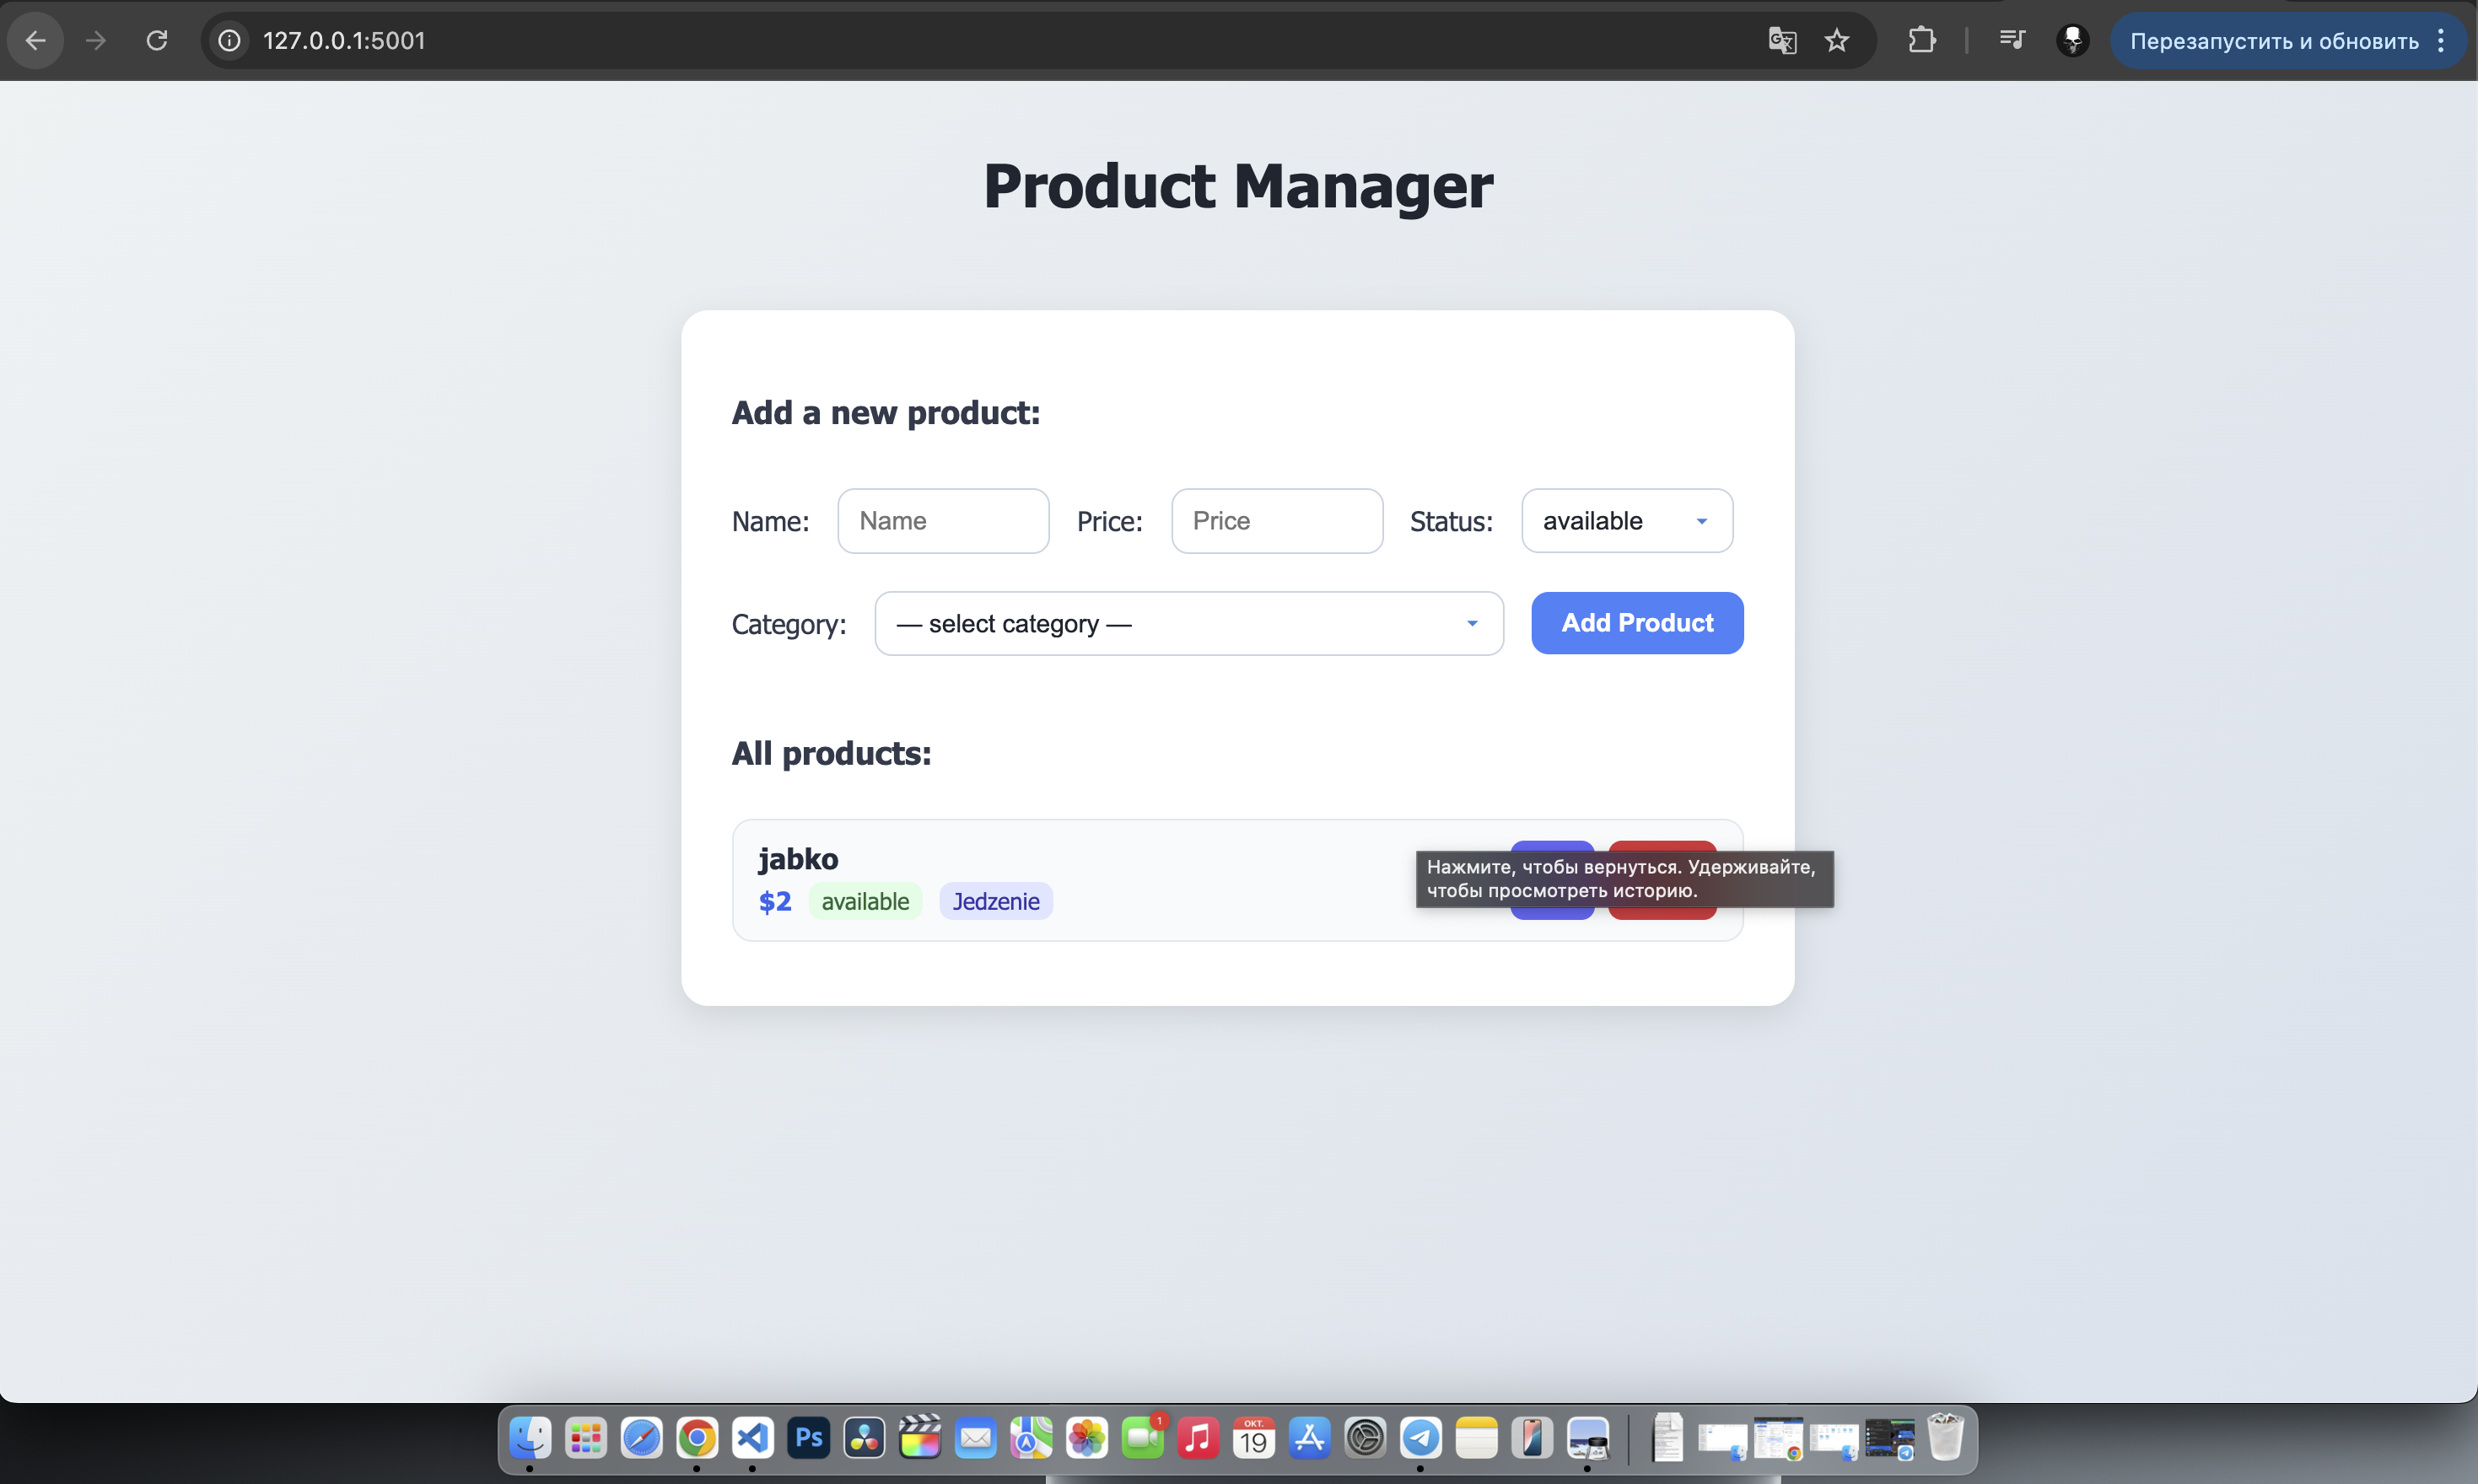 127.0.0.1:5001
Перезапустить и обновить
Product Manager
Add a new product:
Name: Name Price: Price Status: available
Category: — select category — Add Product
All products:
jabko
$2 available Jedzenie
Нажмите, чтобы вернуться. Удерживайте,
чтобы просмотреть историю.
Ps
1
ОКТ.
19